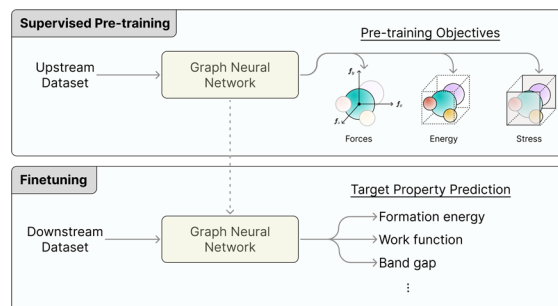 Supervised Pre-training
Pre-training Objectives
Upstream
Dataset
Graph Neural
Network
Forces
Energy
Stress
Finetuning
Target Property Prediction
Downstream
Dataset
Graph Neural
Network
Formation energy
Work function
Band gap
⋮